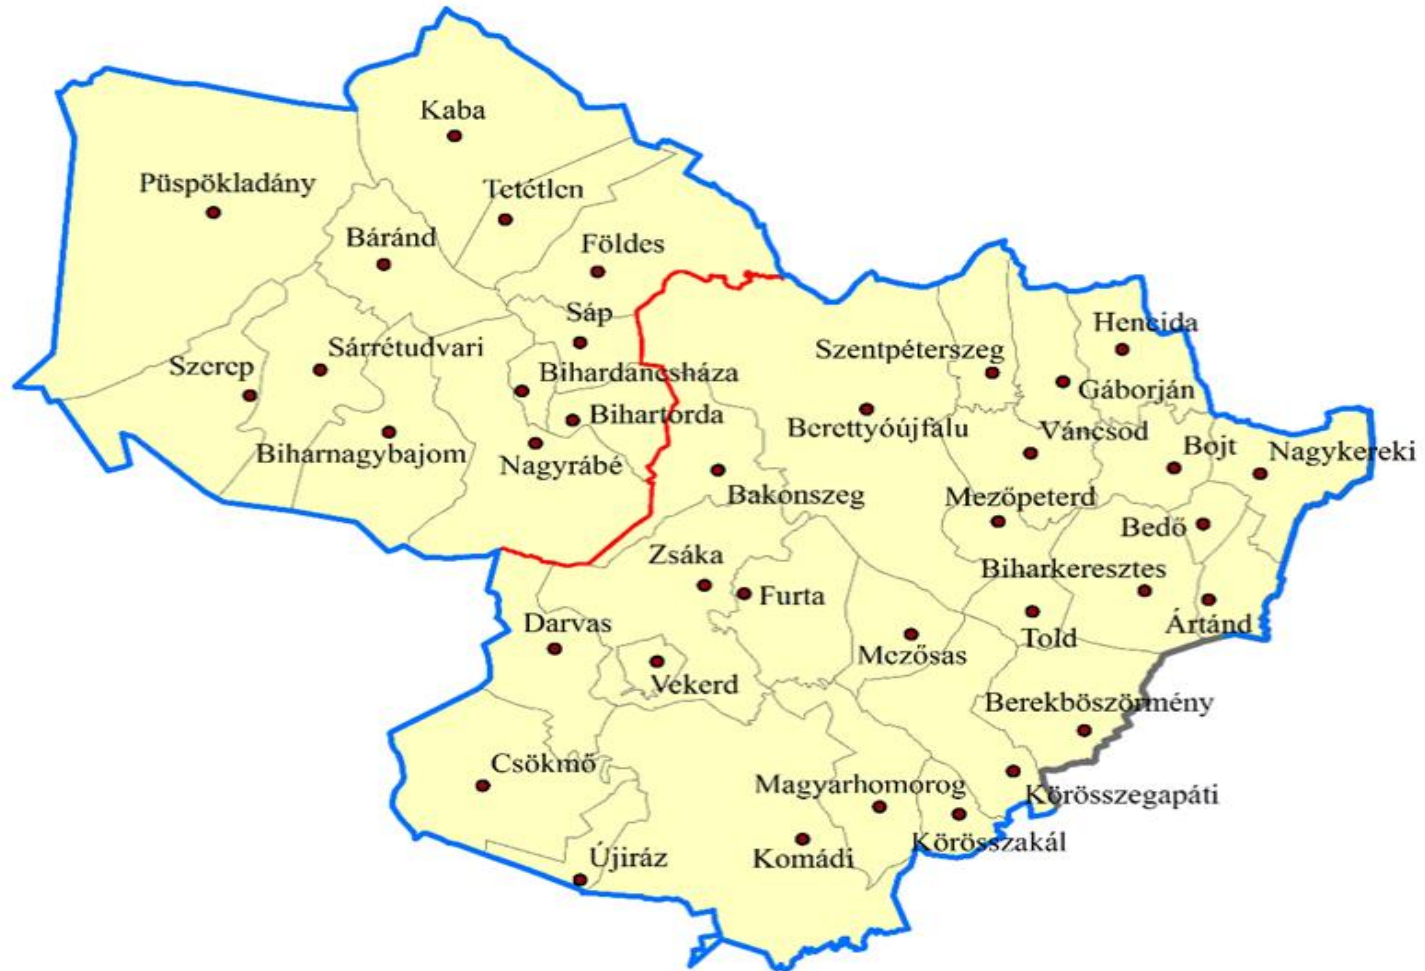 Kaba
Püspökladány
Tetétlen
Báránd
Földes
Sáp
Hencida
Sárrétudvari
Szentpéterszeg
Szerep
Bihardancsháza
Gáborján
Bihartorda
Berettyóújfalu
Váncsod
Bojt
Nagykereki
Biharnagybajom
Nagyrábé
Bakonszeg
Mezőpeterd
Bedő
Zsáka
Furta
Biharkeresztes
Darvas
Mezősas
Told
Ártánd
Vekerd
Berekböszörmény
Csökmő
Magyarhomorog
Körösszegapáti
Újiráz
Komádi
Körösszakál